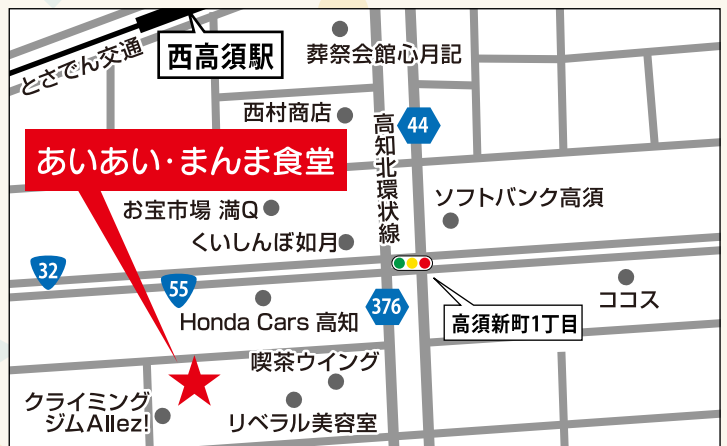 とさでん交通
西高須駅
葬祭会館心月記
西村商店
高知北環状線
44
あいあい・まんま食堂
お宝市場 満Q
ソフトバンク高須
くいしんぼ如月
32
55
376
ココス
Honda Cars 高知
高須新町1丁目
喫茶ウイング
クライミング
ジムAllez!
リベラル美容室